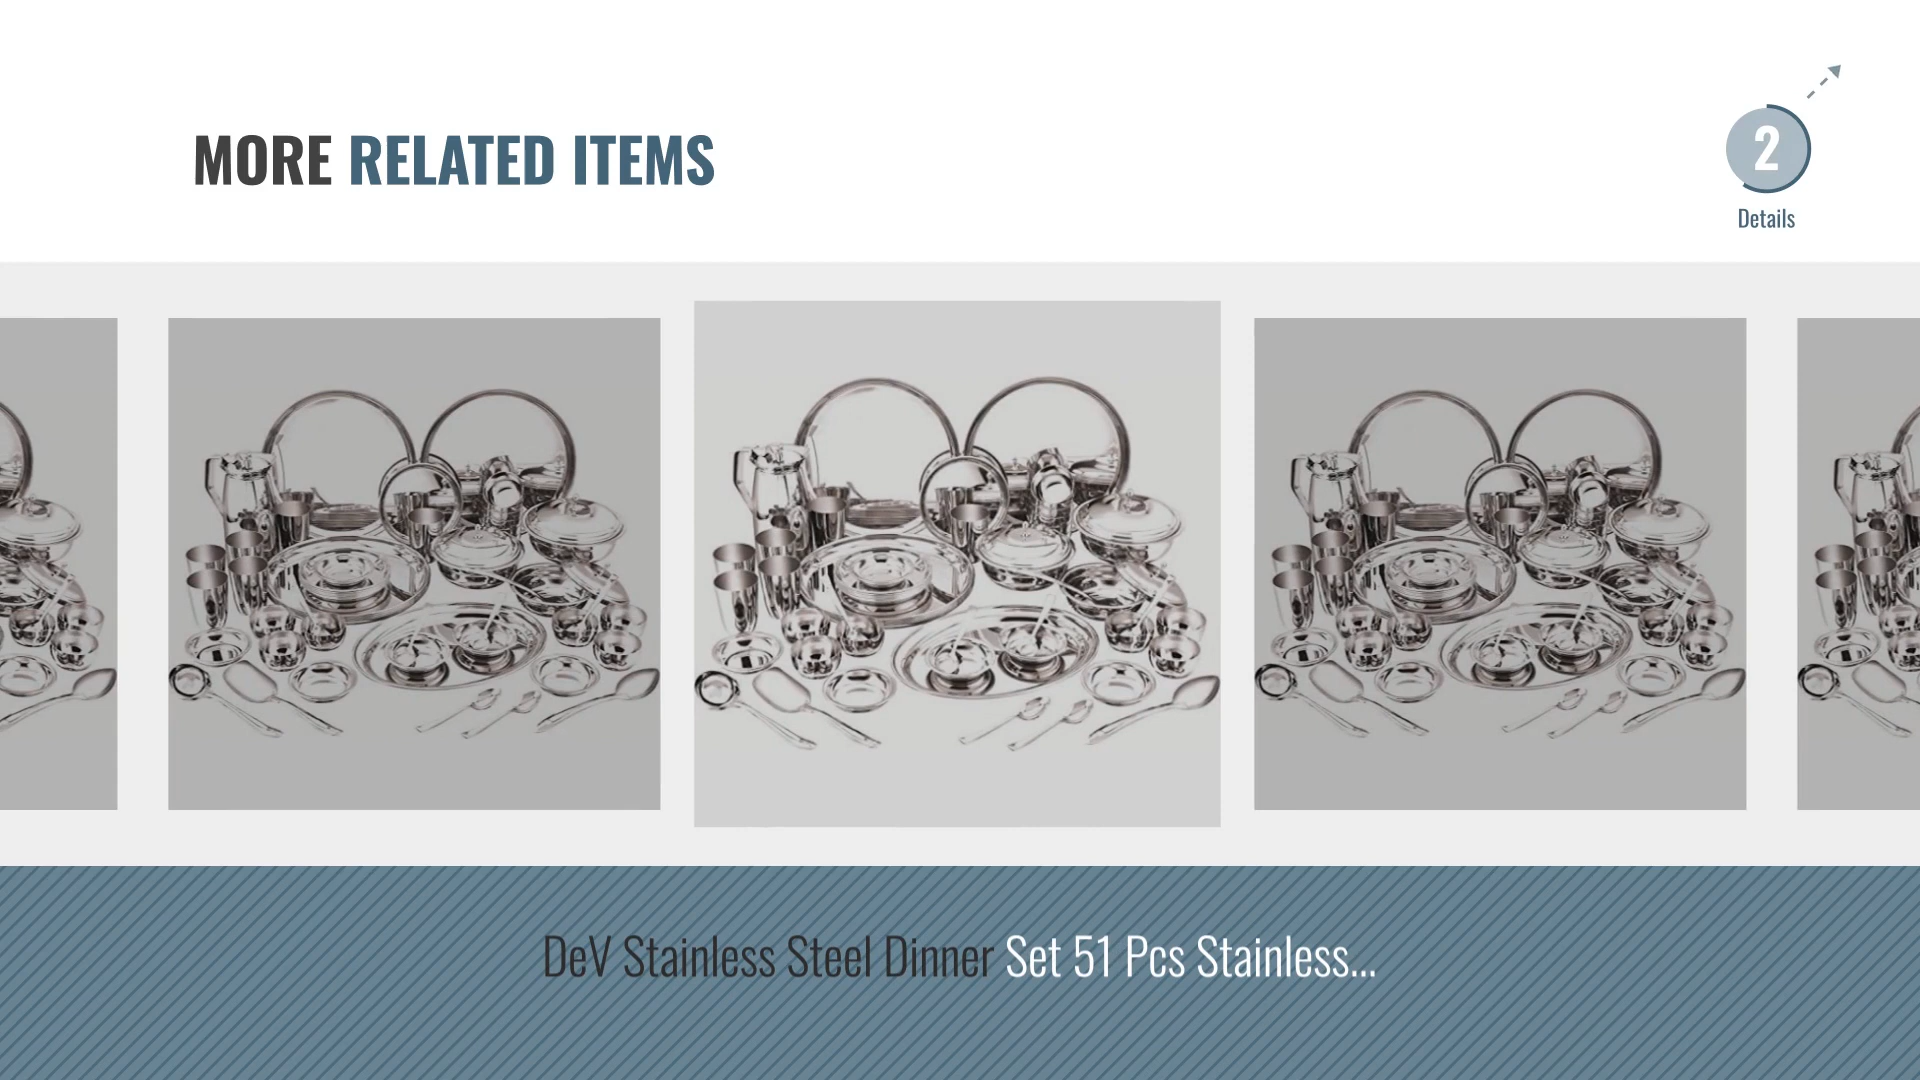 MORE RELATED ITEMS
2
Details
DeV Stainless Steel Dinner Set 51 Pcs Stainless...